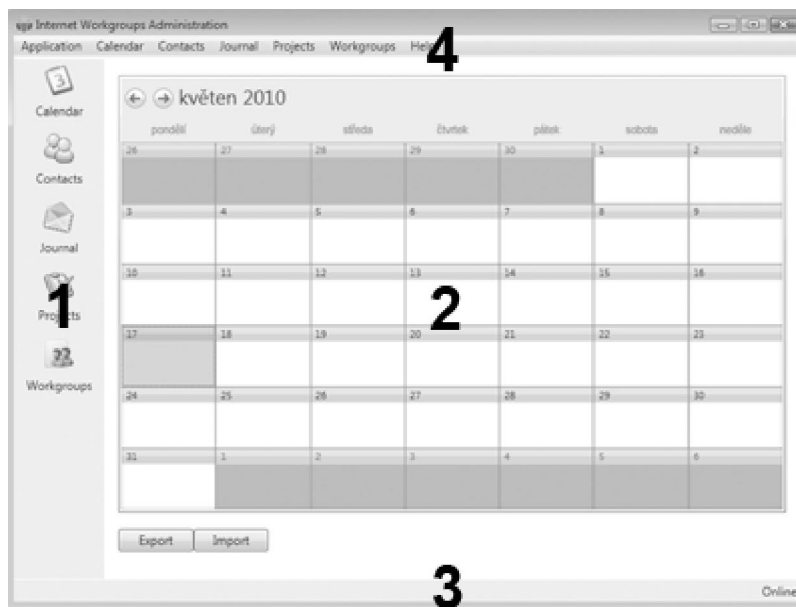 Internet Workgroups Administration
Application Calendar Contacts Journal Projects Workgroups Help
4
Calendar
Contacts
Journal
Projects
Workgroups
1
květen 2010
pondělí úterý středa čtvrtek pátek sobota neděle
26 27 28 29 30 1 2
3 4 5 6 7 8 9
10 11 12 13 14 15 16
2
17 18 19 20 21 22 23
24 25 26 27 28 29 30
31 1 2 3 4 5 6
Export Import
3
Online